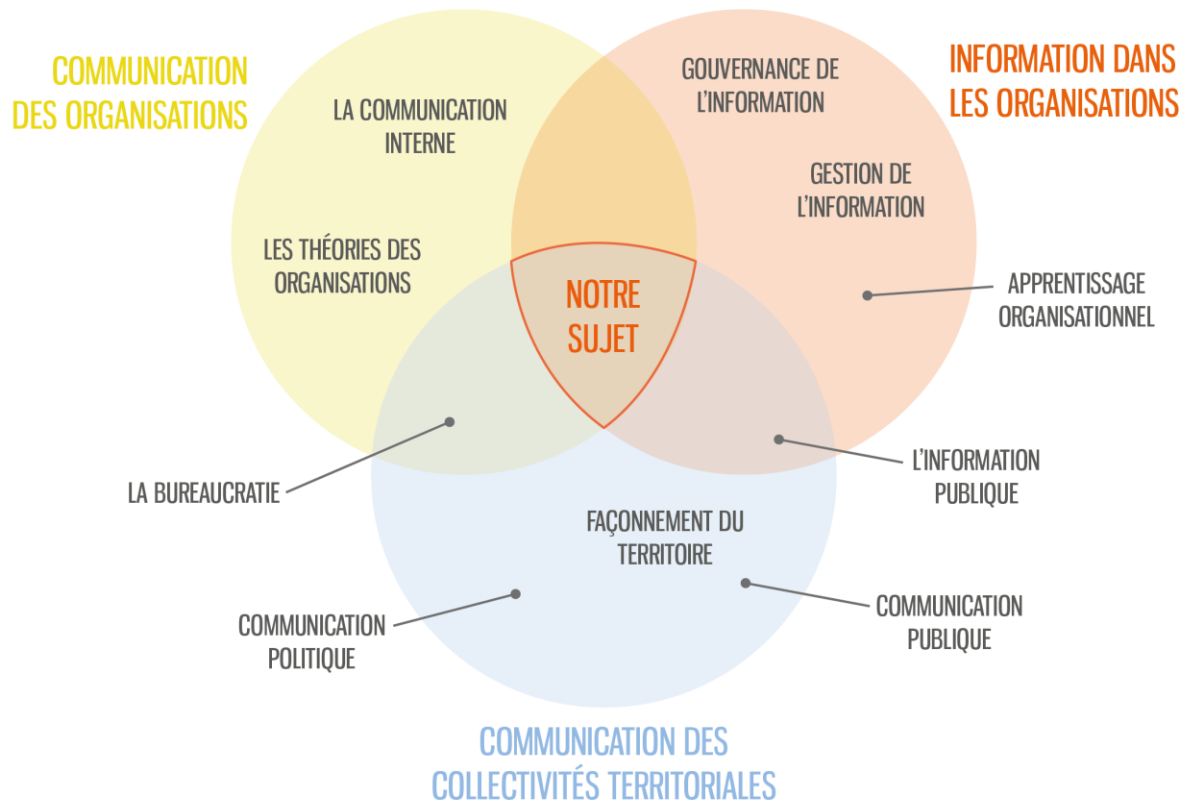 COMMUNICATION
DES ORGANISATIONS
LA COMMUNICATION
INTERNE
LES THÉORIES DES
ORGANISATIONS
GOUVERNANCE DE
L'INFORMATION
GESTION DE
L'INFORMATION
INFORMATION DANS
LES ORGANISATIONS
APPRENTISSAGE
ORGANISATIONNEL
NOTRE
SUJET
LA BUREAUCRATIE
L'INFORMATION
PUBLIQUE
FAÇONNEMENT DU
TERRITOIRE
COMMUNICATION
POLITIQUE
COMMUNICATION
PUBLIQUE
COMMUNICATION DES
COLLECTIVITÉS TERRITORIALES